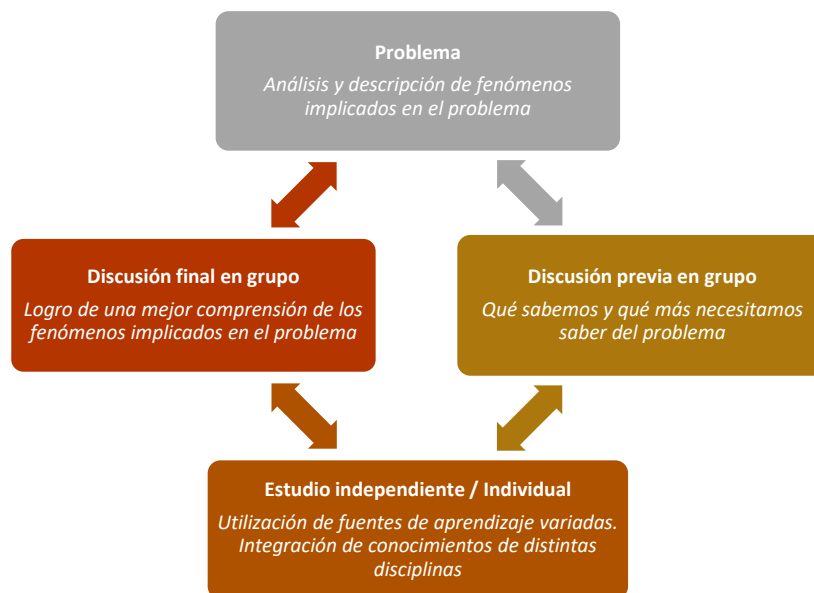 Problema
Análisis y descripción de fenómenos
implicados en el problema
Discusión final en grupo
Logro de una mejor comprensión de los
fenómenos implicados en el problema
Discusión previa en grupo
Qué sabemos y qué más necesitamos
saber del problema
Estudio independiente / Individual
Utilización de fuentes de aprendizaje variadas.
Integración de conocimientos de distintas
disciplinas